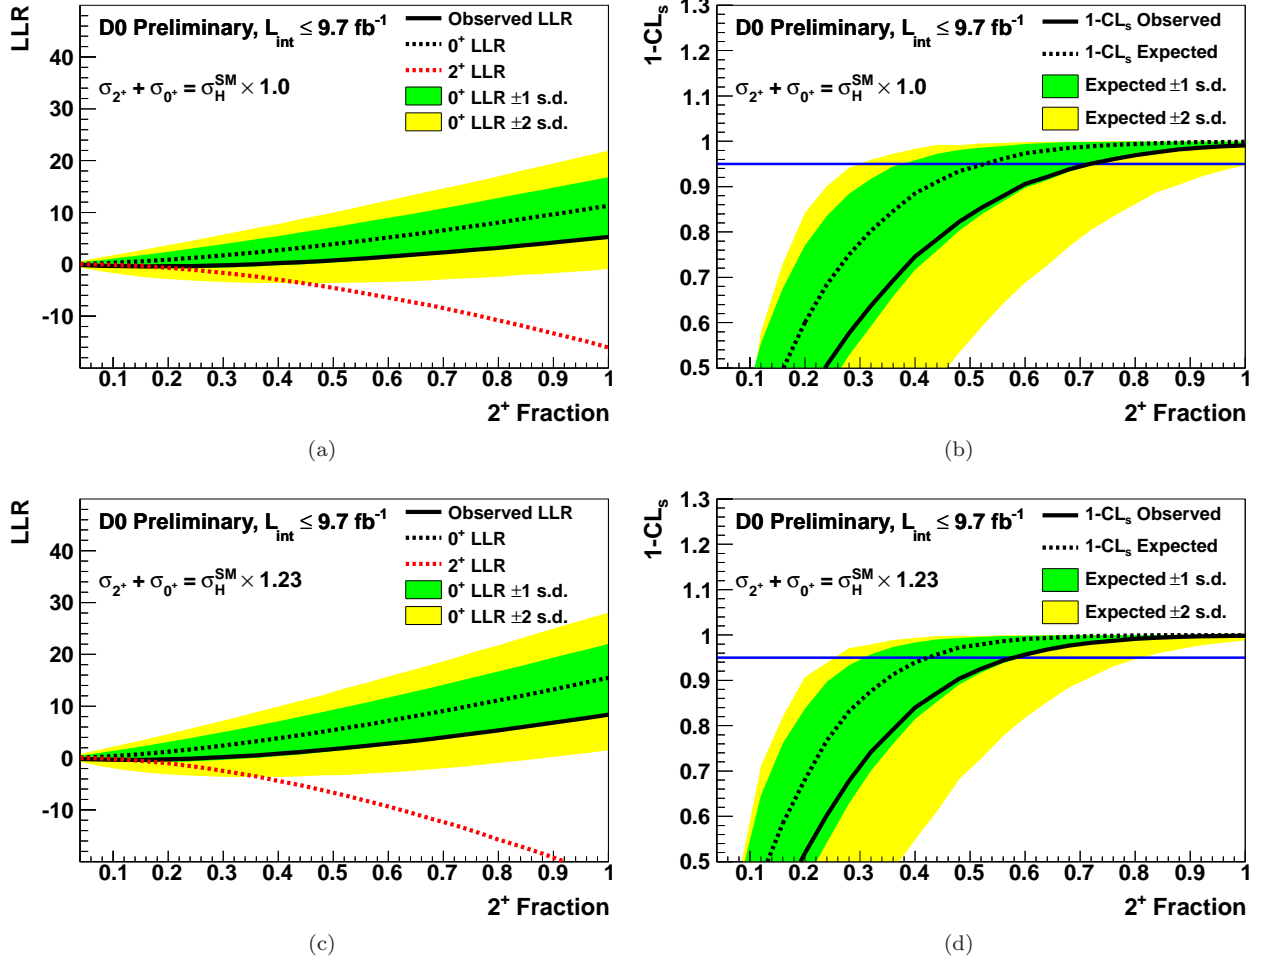 LLR
40
30
20
10
0
-10
D0 Preliminary, L_int ≤ 9.7 fb⁻¹
σ_2⁺ + σ_0⁺ = σ_H^SM × 1.0
Observed LLR
0⁺ LLR
2⁺ LLR
0⁺ LLR ±1 s.d.
0⁺ LLR ±2 s.d.
0.1 0.2 0.3 0.4 0.5 0.6 0.7 0.8 0.9 1
2⁺ Fraction
(a)
1-CL_s
1.3
1.2
1.1
1
0.9
0.8
0.7
0.6
0.5
D0 Preliminary, L_int ≤ 9.7 fb⁻¹
σ_2⁺ + σ_0⁺ = σ_H^SM × 1.0
1-CL_s Observed
1-CL_s Expected
Expected ±1 s.d.
Expected ±2 s.d.
0.1 0.2 0.3 0.4 0.5 0.6 0.7 0.8 0.9 1
2⁺ Fraction
(b)
LLR
40
30
20
10
0
-10
D0 Preliminary, L_int ≤ 9.7 fb⁻¹
σ_2⁺ + σ_0⁺ = σ_H^SM × 1.23
Observed LLR
0⁺ LLR
2⁺ LLR
0⁺ LLR ±1 s.d.
0⁺ LLR ±2 s.d.
0.1 0.2 0.3 0.4 0.5 0.6 0.7 0.8 0.9 1
2⁺ Fraction
(c)
1-CL_s
1.3
1.2
1.1
1
0.9
0.8
0.7
0.6
0.5
D0 Preliminary, L_int ≤ 9.7 fb⁻¹
σ_2⁺ + σ_0⁺ = σ_H^SM × 1.23
1-CL_s Observed
1-CL_s Expected
Expected ±1 s.d.
Expected ±2 s.d.
0.1 0.2 0.3 0.4 0.5 0.6 0.7 0.8 0.9 1
2⁺ Fraction
(d)